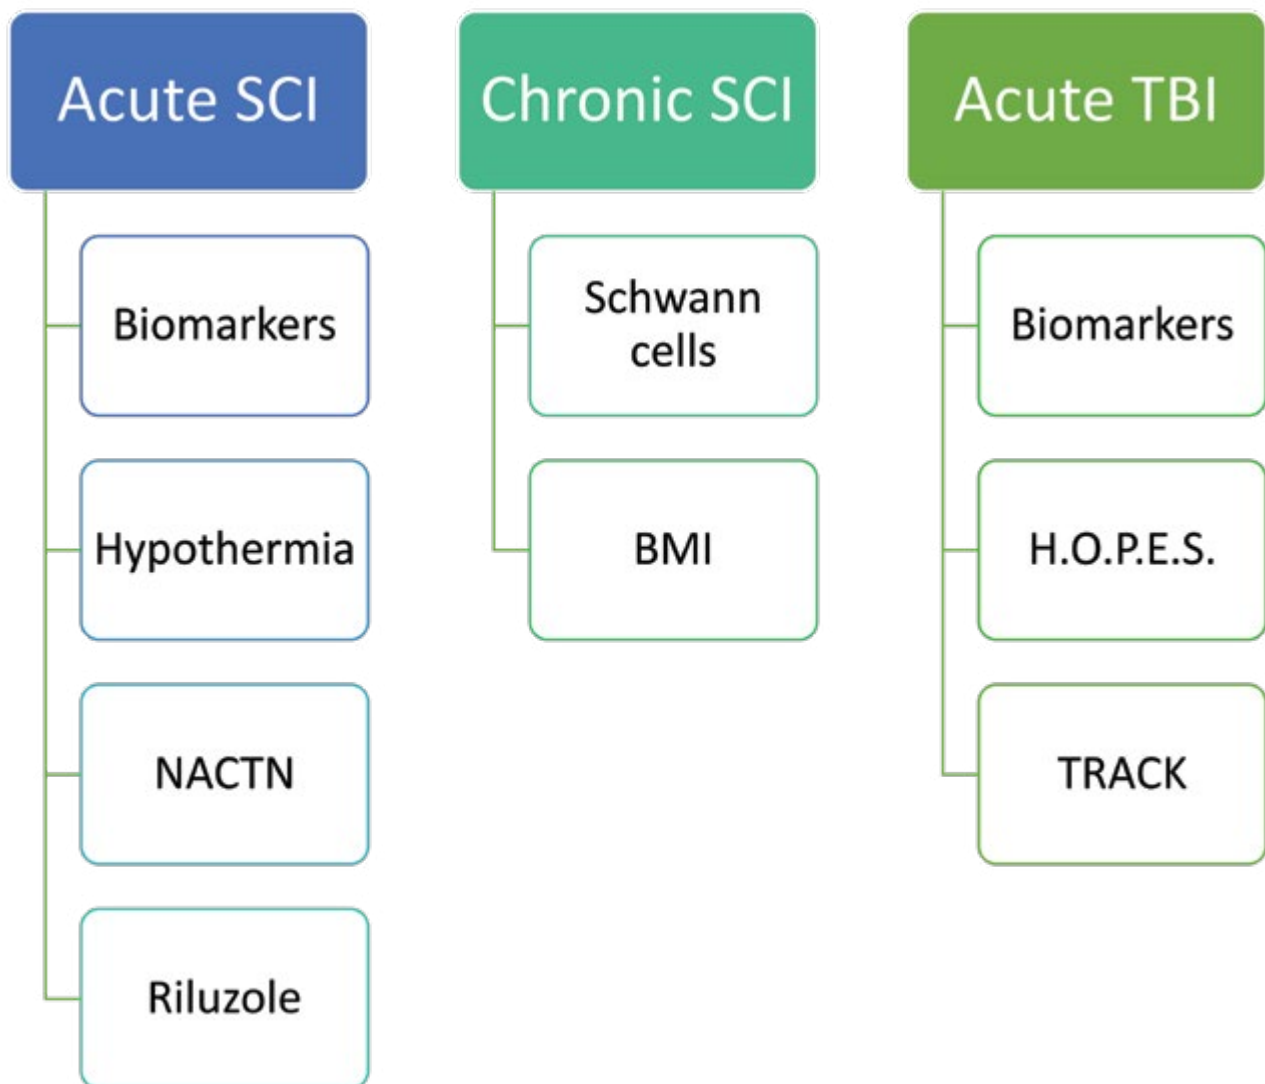 Acute SCI
Biomarkers
Hypothermia
NACTN
Riluzole
Chronic SCI
Schwann
cells
BMI
Acute TBI
Biomarkers
H.O.P.E.S.
TRACK